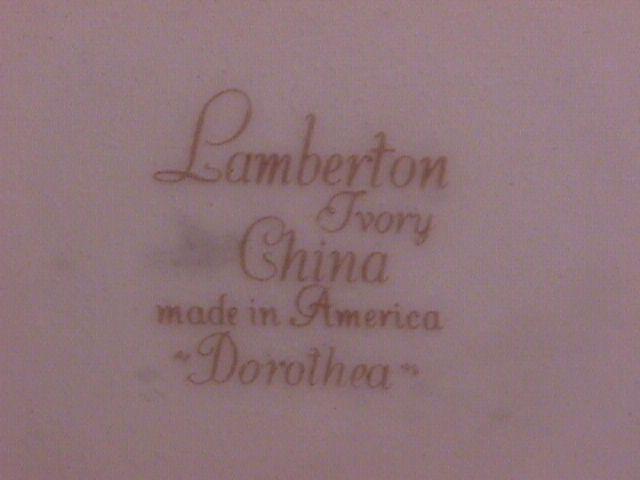 Lamberton
Ivory
China
made in America
"Dorothea"